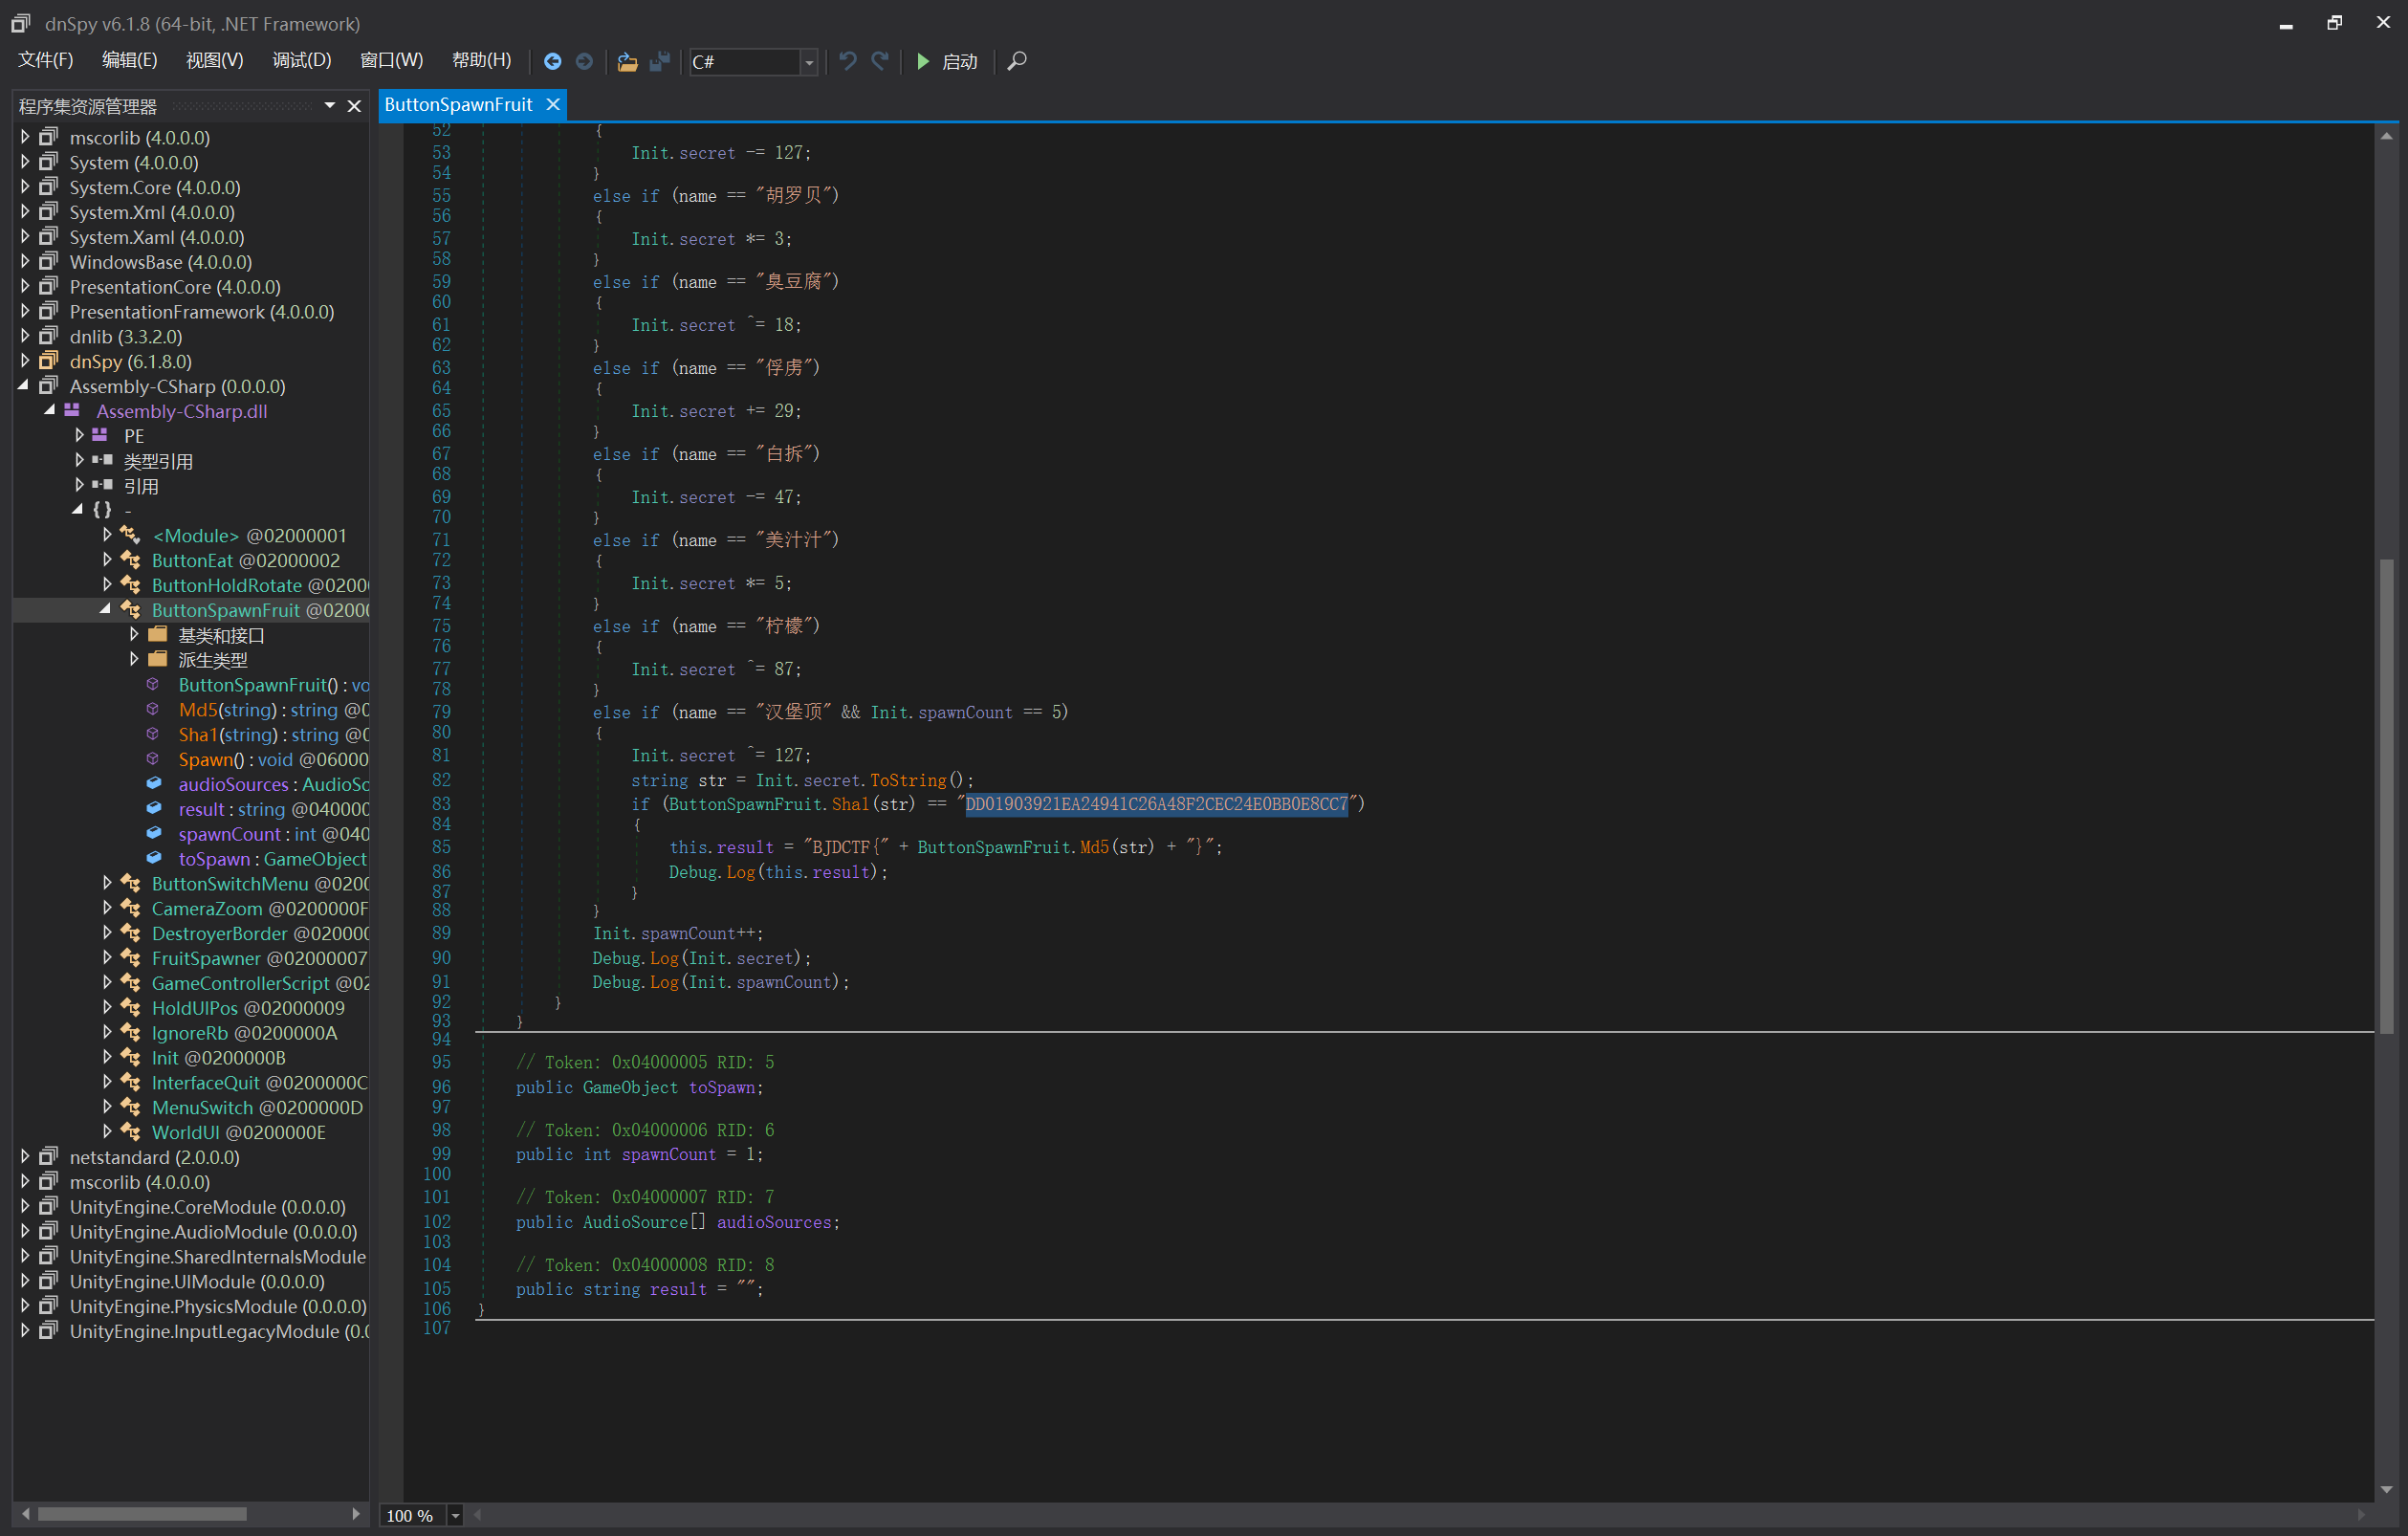 dnSpy v6.1.8 (64-bit, .NET Framework)
文件(F) 编辑(E) 视图(V) 调试(D) 窗口(W) 帮助(H) C# 启动
程序集资源管理器
mscorlib (4.0.0.0)
System (4.0.0.0)
System.Core (4.0.0.0)
System.Xml (4.0.0.0)
System.Xaml (4.0.0.0)
WindowsBase (4.0.0.0)
PresentationCore (4.0.0.0)
PresentationFramework (4.0.0.0)
dnlib (3.3.2.0)
dnSpy (6.1.8.0)
Assembly-CSharp (0.0.0.0)
Assembly-CSharp.dll
PE
类型引用
引用
{ } -
<Module> @02000001
ButtonEat @02000002
ButtonHoldRotate @0200
ButtonSpawnFruit @0200
基类和接口
派生类型
ButtonSpawnFruit() : vo
Md5(string) : string @0
Sha1(string) : string @0
Spawn() : void @06000
audioSources : AudioSo
result : string @040000
spawnCount : int @040
toSpawn : GameObject
ButtonSwitchMenu @0200
CameraZoom @0200000F
DestroyerBorder @020000
FruitSpawner @02000007
GameControllerScript @02
HoldUIPos @02000009
IgnoreRb @0200000A
Init @0200000B
InterfaceQuit @0200000C
MenuSwitch @0200000D
WorldUI @0200000E
netstandard (2.0.0.0)
mscorlib (4.0.0.0)
UnityEngine.CoreModule (0.0.0.0)
UnityEngine.AudioModule (0.0.0.0)
UnityEngine.SharedInternalsModule
UnityEngine.UIModule (0.0.0.0)
UnityEngine.PhysicsModule (0.0.0.0)
UnityEngine.InputLegacyModule (0.0
ButtonSpawnFruit
52 {
53 Init.secret -= 127;
54 }
55 else if (name == "胡罗贝")
56 {
57 Init.secret *= 3;
58 }
59 else if (name == "臭豆腐")
60 {
61 Init.secret ^= 18;
62 }
63 else if (name == "俘虏")
64 {
65 Init.secret += 29;
66 }
67 else if (name == "白拆")
68 {
69 Init.secret -= 47;
70 }
71 else if (name == "美汁汁")
72 {
73 Init.secret *= 5;
74 }
75 else if (name == "柠檬")
76 {
77 Init.secret ^= 87;
78 }
79 else if (name == "汉堡顶" && Init.spawnCount == 5)
80 {
81 Init.secret ^= 127;
82 string str = Init.secret.ToString();
83 if (ButtonSpawnFruit.Sha1(str) == "DD01903921EA24941C26A48F2CEC24E0BB0E8CC7")
84 {
85 this.result = "BJDCTF{" + ButtonSpawnFruit.Md5(str) + "}";
86 Debug.Log(this.result);
87 }
88 }
89 Init.spawnCount++;
90 Debug.Log(Init.secret);
91 Debug.Log(Init.spawnCount);
92 }
93 }
94
95 // Token: 0x04000005 RID: 5
96 public GameObject toSpawn;
97
98 // Token: 0x04000006 RID: 6
99 public int spawnCount = 1;
100
101 // Token: 0x04000007 RID: 7
102 public AudioSource[] audioSources;
103
104 // Token: 0x04000008 RID: 8
105 public string result = "";
106 }
107
100 %